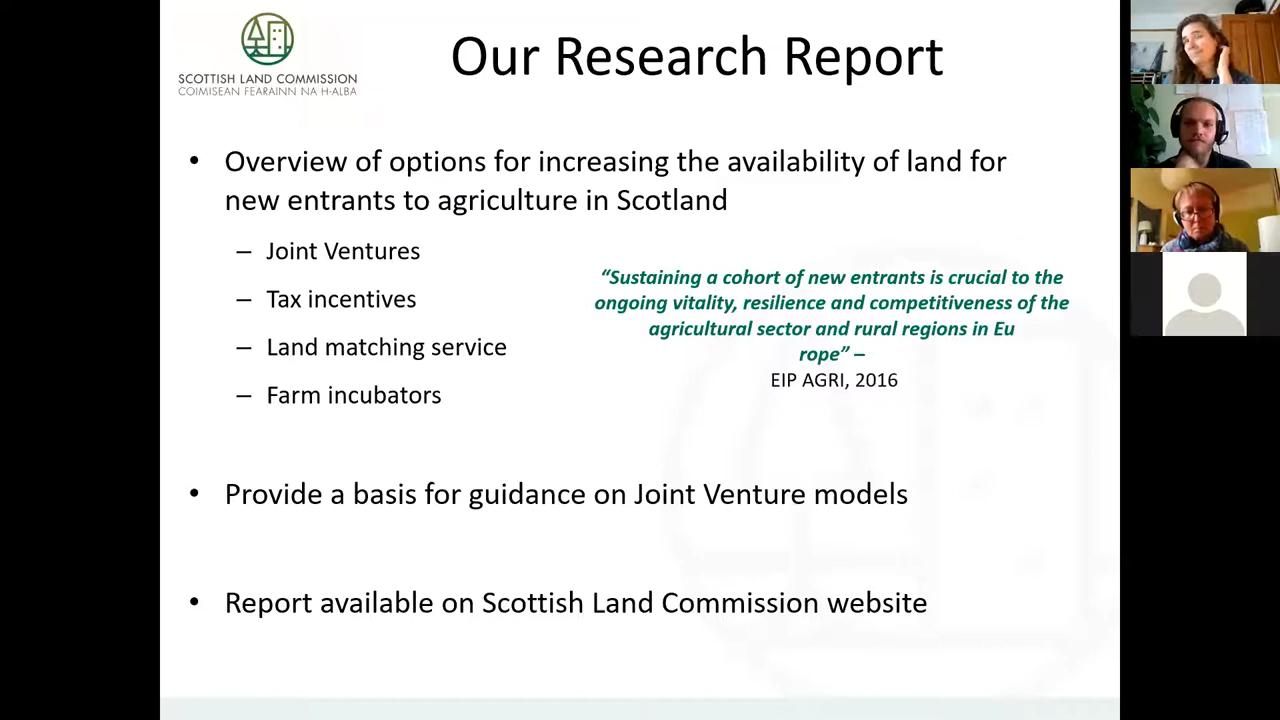 SCOTTISH LAND COMMISSION
COIMISEAN FEARAINN NA H-ALBA
Our Research Report
• Overview of options for increasing the availability of land for
new entrants to agriculture in Scotland
– Joint Ventures
– Tax incentives
– Land matching service
– Farm incubators
“Sustaining a cohort of new entrants is crucial to the
ongoing vitality, resilience and competitiveness of the
agricultural sector and rural regions in Eu
rope” –
EIP AGRI, 2016
• Provide a basis for guidance on Joint Venture models
• Report available on Scottish Land Commission website